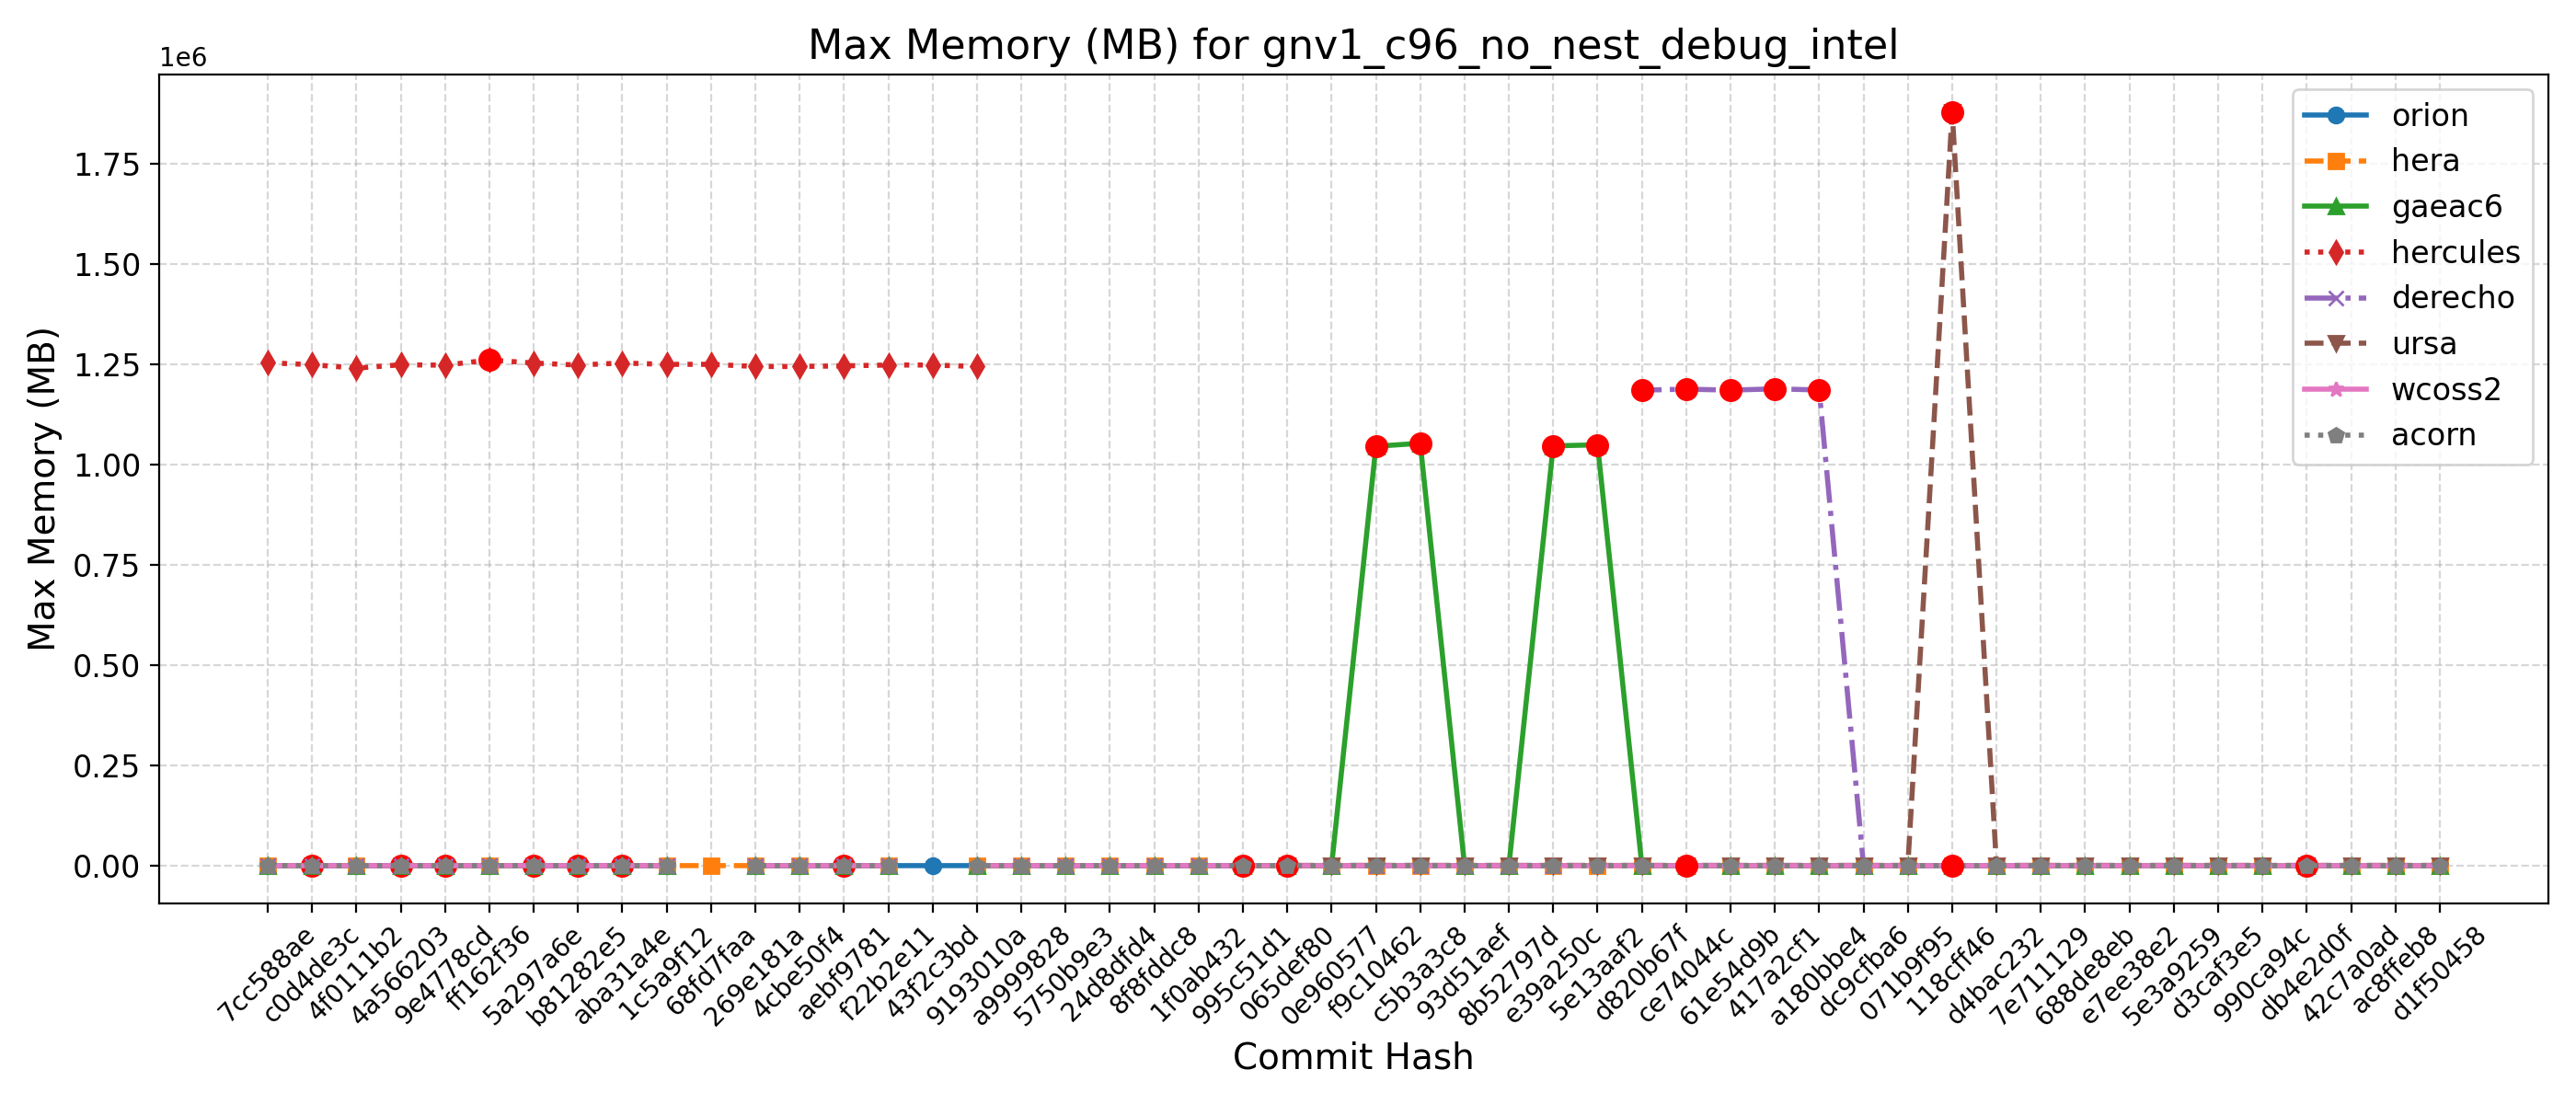 Max Memory (MB) for gnv1_c96_no_nest_debug_intel
1e6
1.75
1.50
1.25
1.00
0.75
0.50
0.25
0.00
Max Memory (MB)
orion
hera
gaeac6
hercules
derecho
ursa
wcoss2
acorn
7cc588ae
c0d4de3c
4f0111b2
4a566203
9e4778cd
ff162f36
5a297a6e
b81282e5
aba31a4e
1c5a9f12
68fd7faa
269e181a
4cbe50f4
aebf9781
f22b2e11
43f2c3bd
9193010a
a9999828
5750b9e3
24d8dfd4
8f8fddc8
1f0ab432
995c51d1
065def80
0e960577
f9c10462
c5b3a3c8
93d51aef
8b52797d
e39a250c
5e13aaf2
d820b67f
ce74044c
61e54d9b
417a2cf1
a180bbe4
dc9cfba6
071b9f95
118cff46
d4bac232
7e711129
688de8eb
e7ee38e2
5e3a9259
d3caf3e5
990ca94c
db4e2d0f
42c7a0ad
ac8ffeb8
d1f50458
Commit Hash